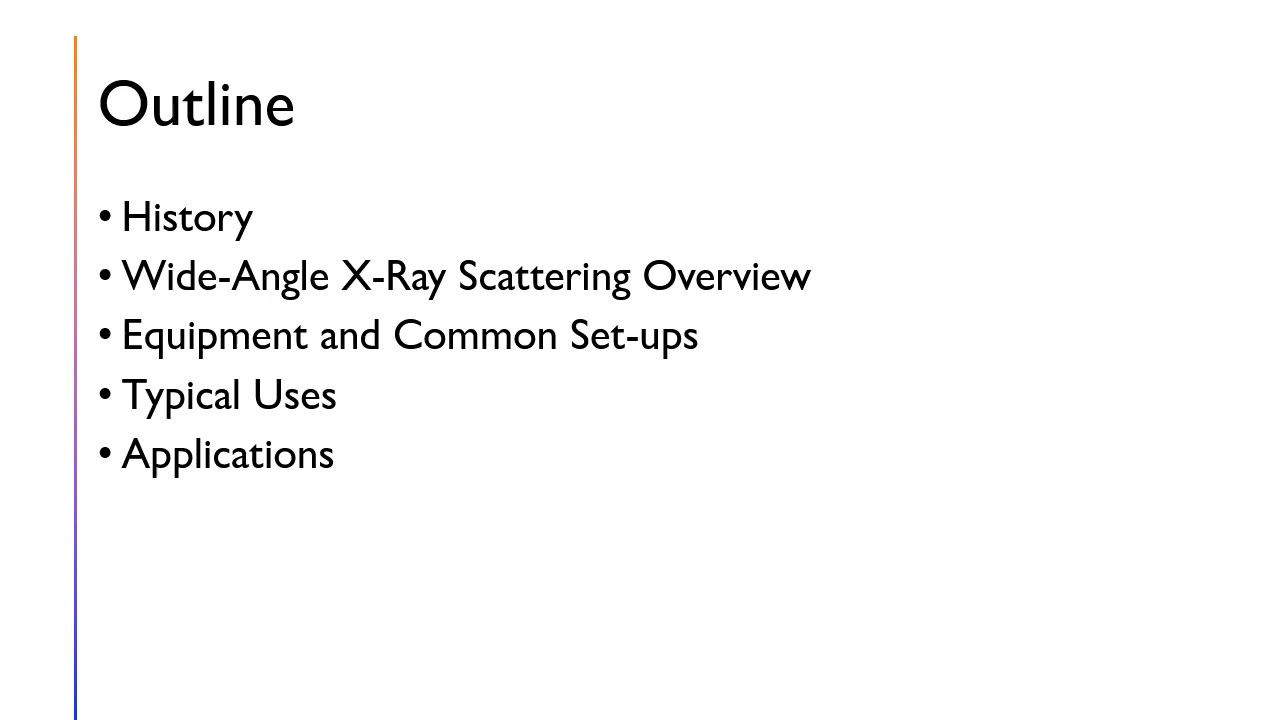 Outline
• History
• Wide-Angle X-Ray Scattering Overview
• Equipment and Common Set-ups
• Typical Uses
• Applications